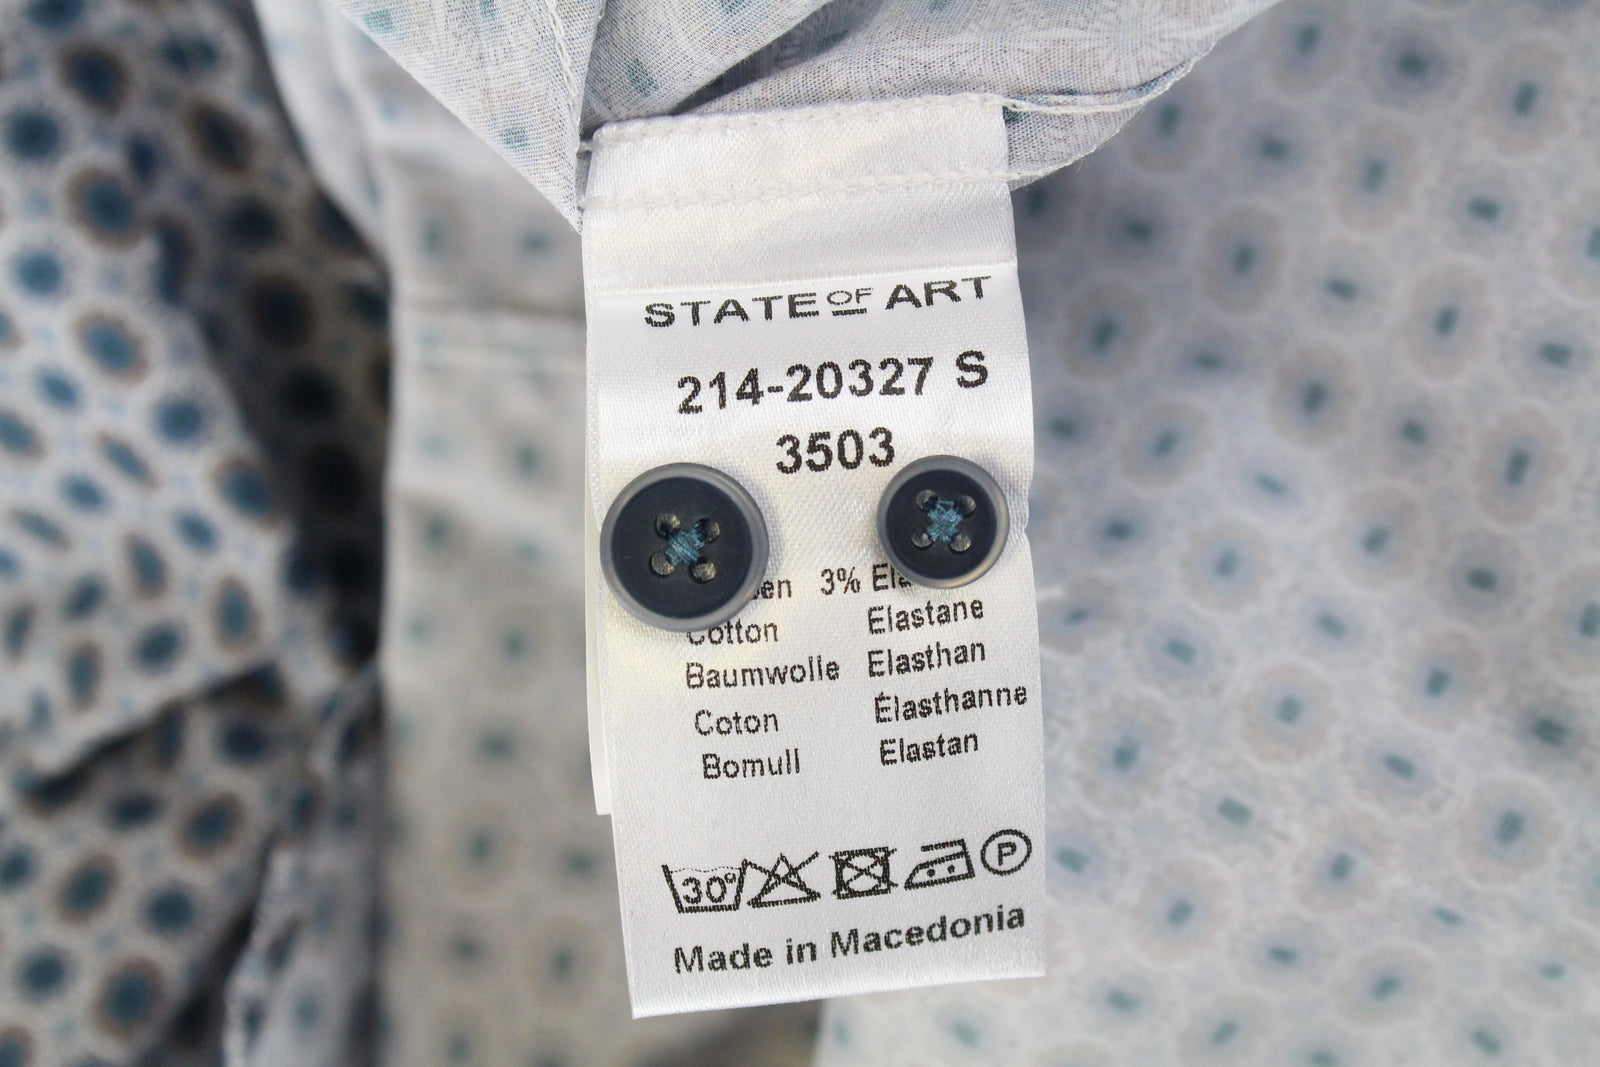 STATE OF ART
214-20327 S
3503
3%
Cotton Elastane
Baumwolle Elasthan
Coton Élasthanne
Bomull Elastan
30° P
Made in Macedonia